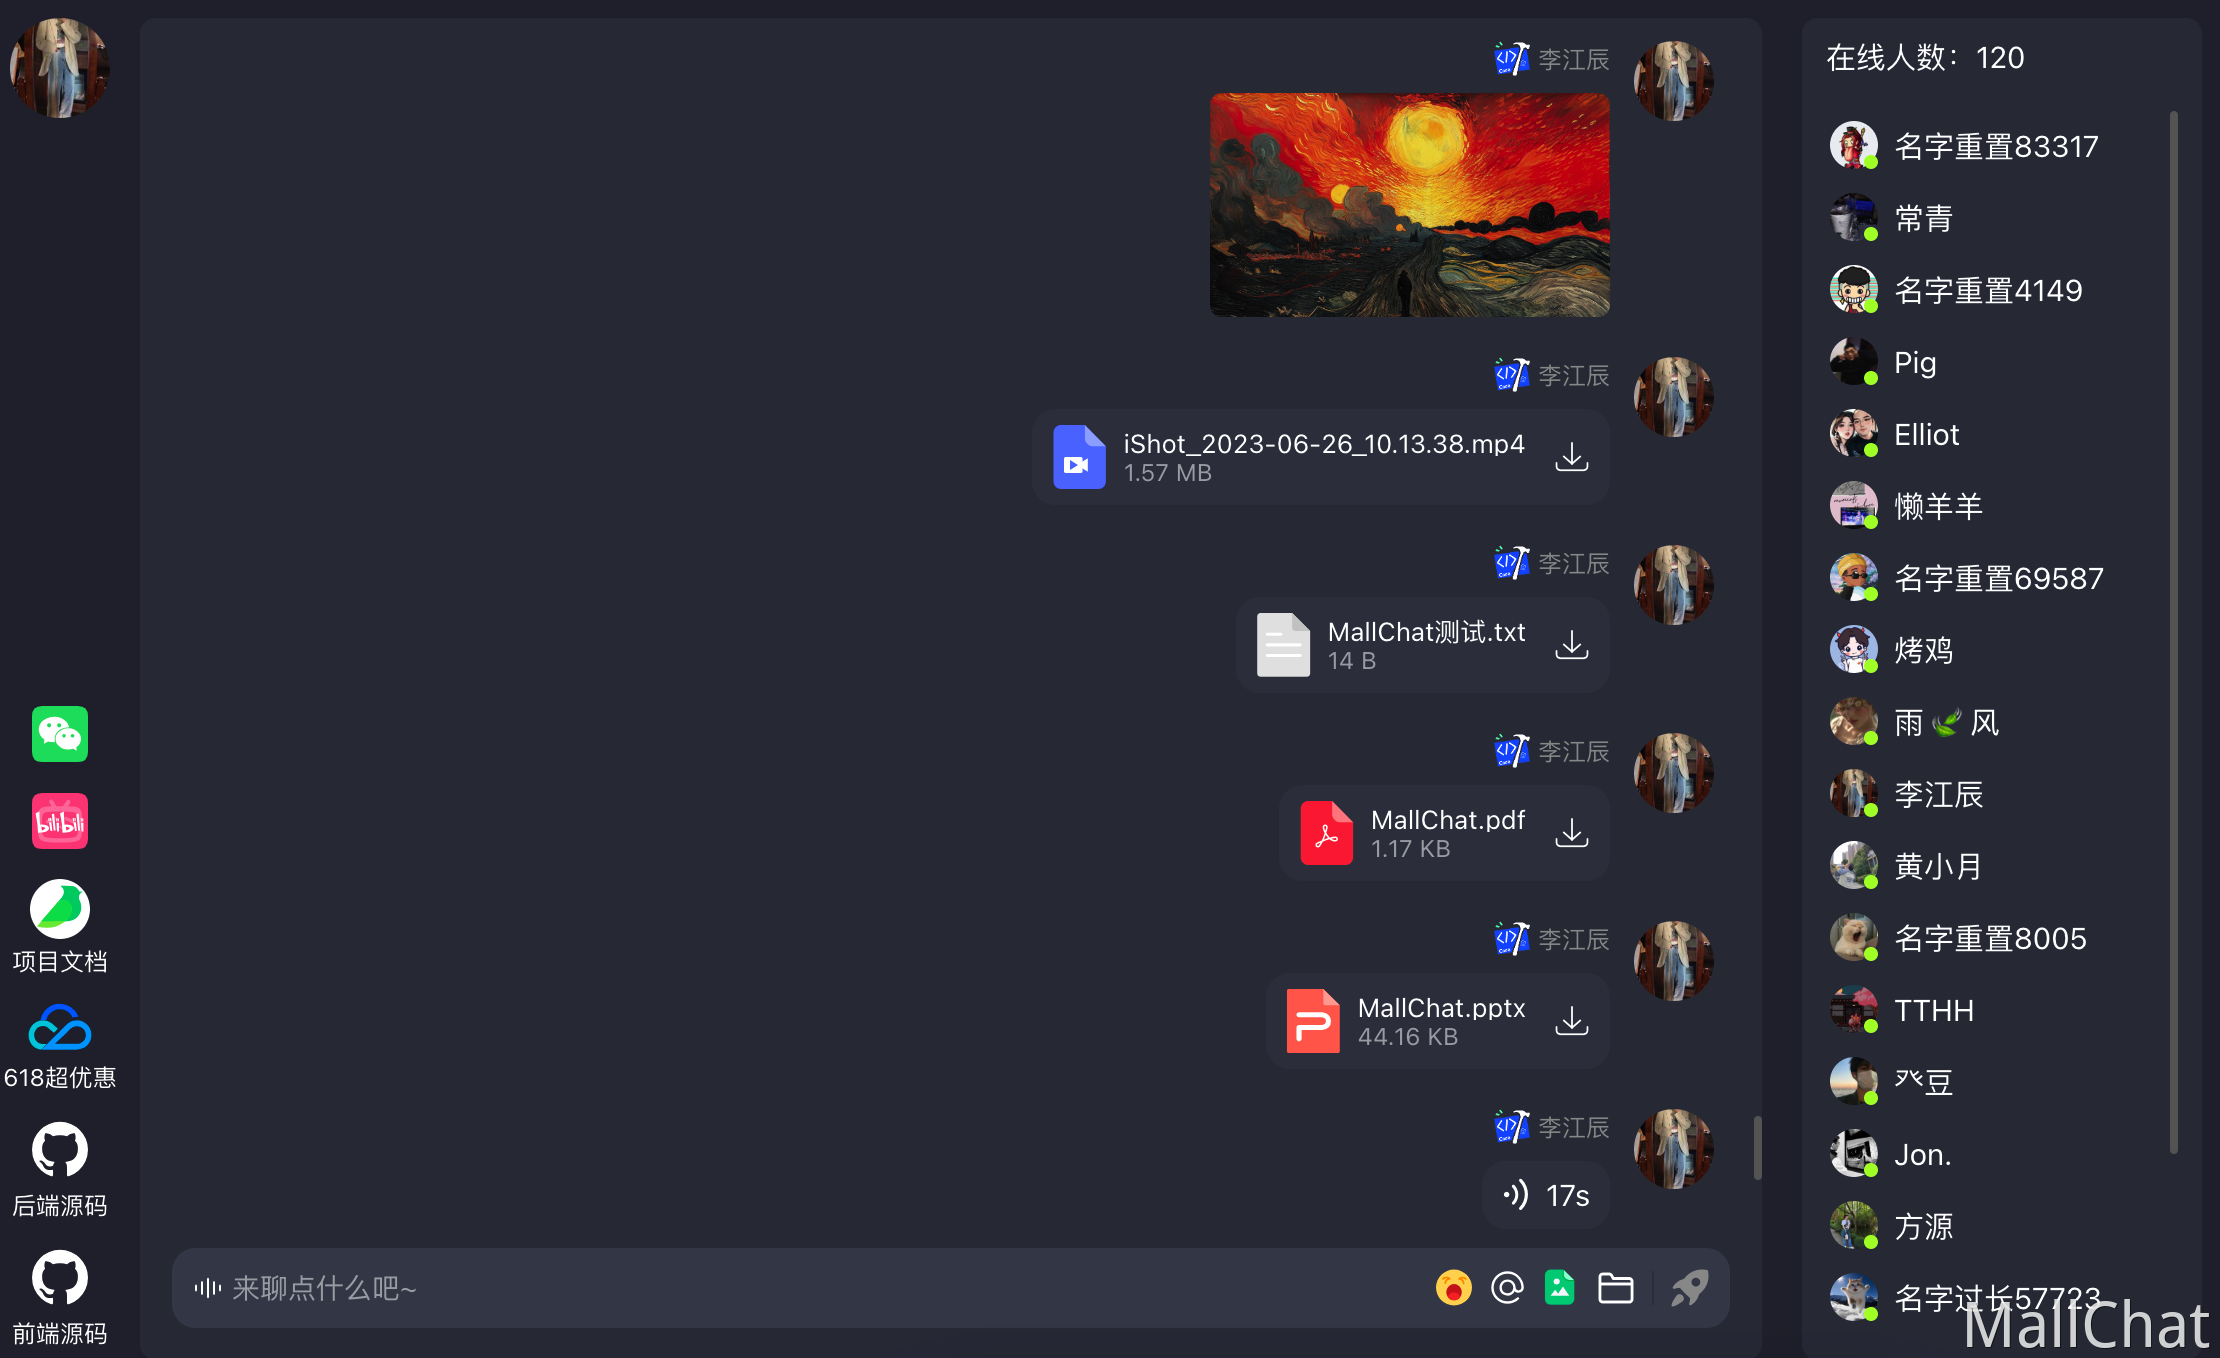 李江辰
李江辰
iShot_2023-06-26_10.13.38.mp4
1.57 MB
李江辰
MallChat测试.txt
14 B
李江辰
MallChat.pdf
1.17 KB
李江辰
MallChat.pptx
44.16 KB
李江辰
17s
来聊点什么吧~
bilibili
项目文档
618超优惠
后端源码
前端源码
在线人数：120
名字重置83317
常青
名字重置4149
Pig
Elliot
懒羊羊
名字重置69587
烤鸡
雨🍃风
李江辰
黄小月
名字重置8005
TTHH
癶豆
Jon.
方源
名字过长57723
MallChat